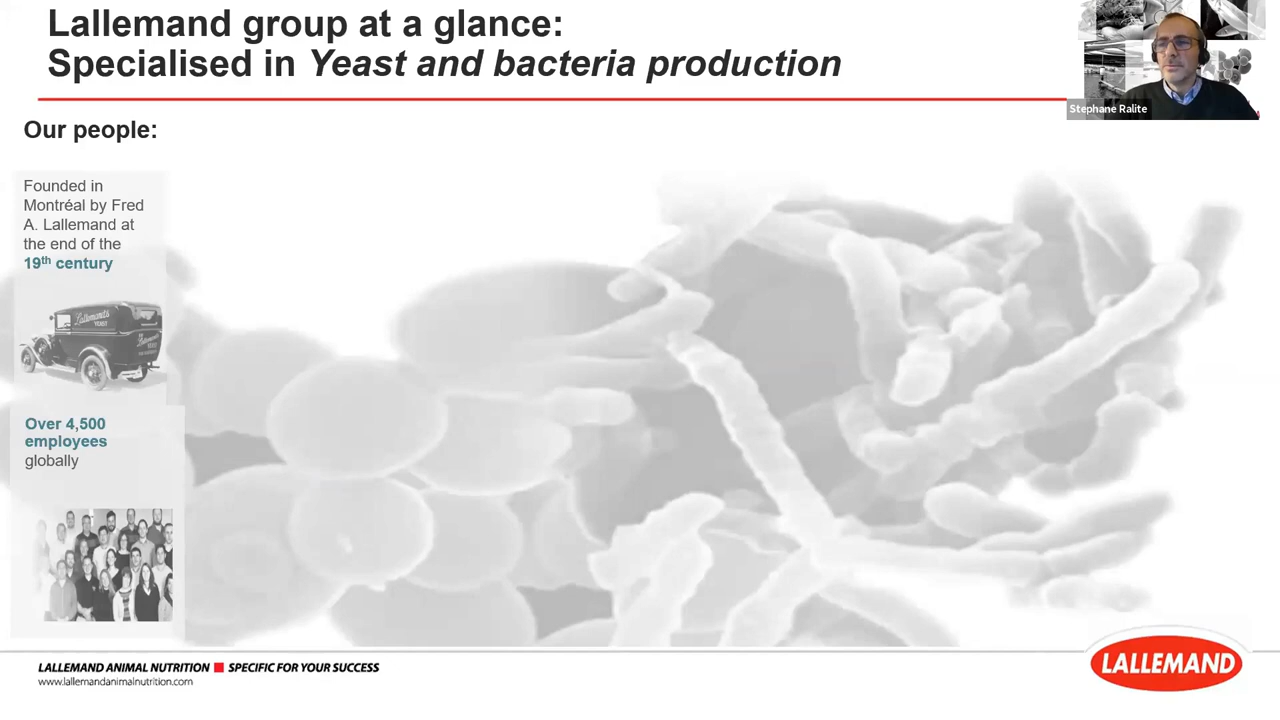 Lallemand group at a glance:
Specialised in Yeast and bacteria production
Stephane Ralite
Our people:
Founded in
Montréal by Fred
A. Lallemand at
the end of the
19th century
Lallemand's
YEAST
Over 4,500
employees
globally
LALLEMAND ANIMAL NUTRITION ■ SPECIFIC FOR YOUR SUCCESS
www.lallemandanimalnutrition.com
LALLEMAND